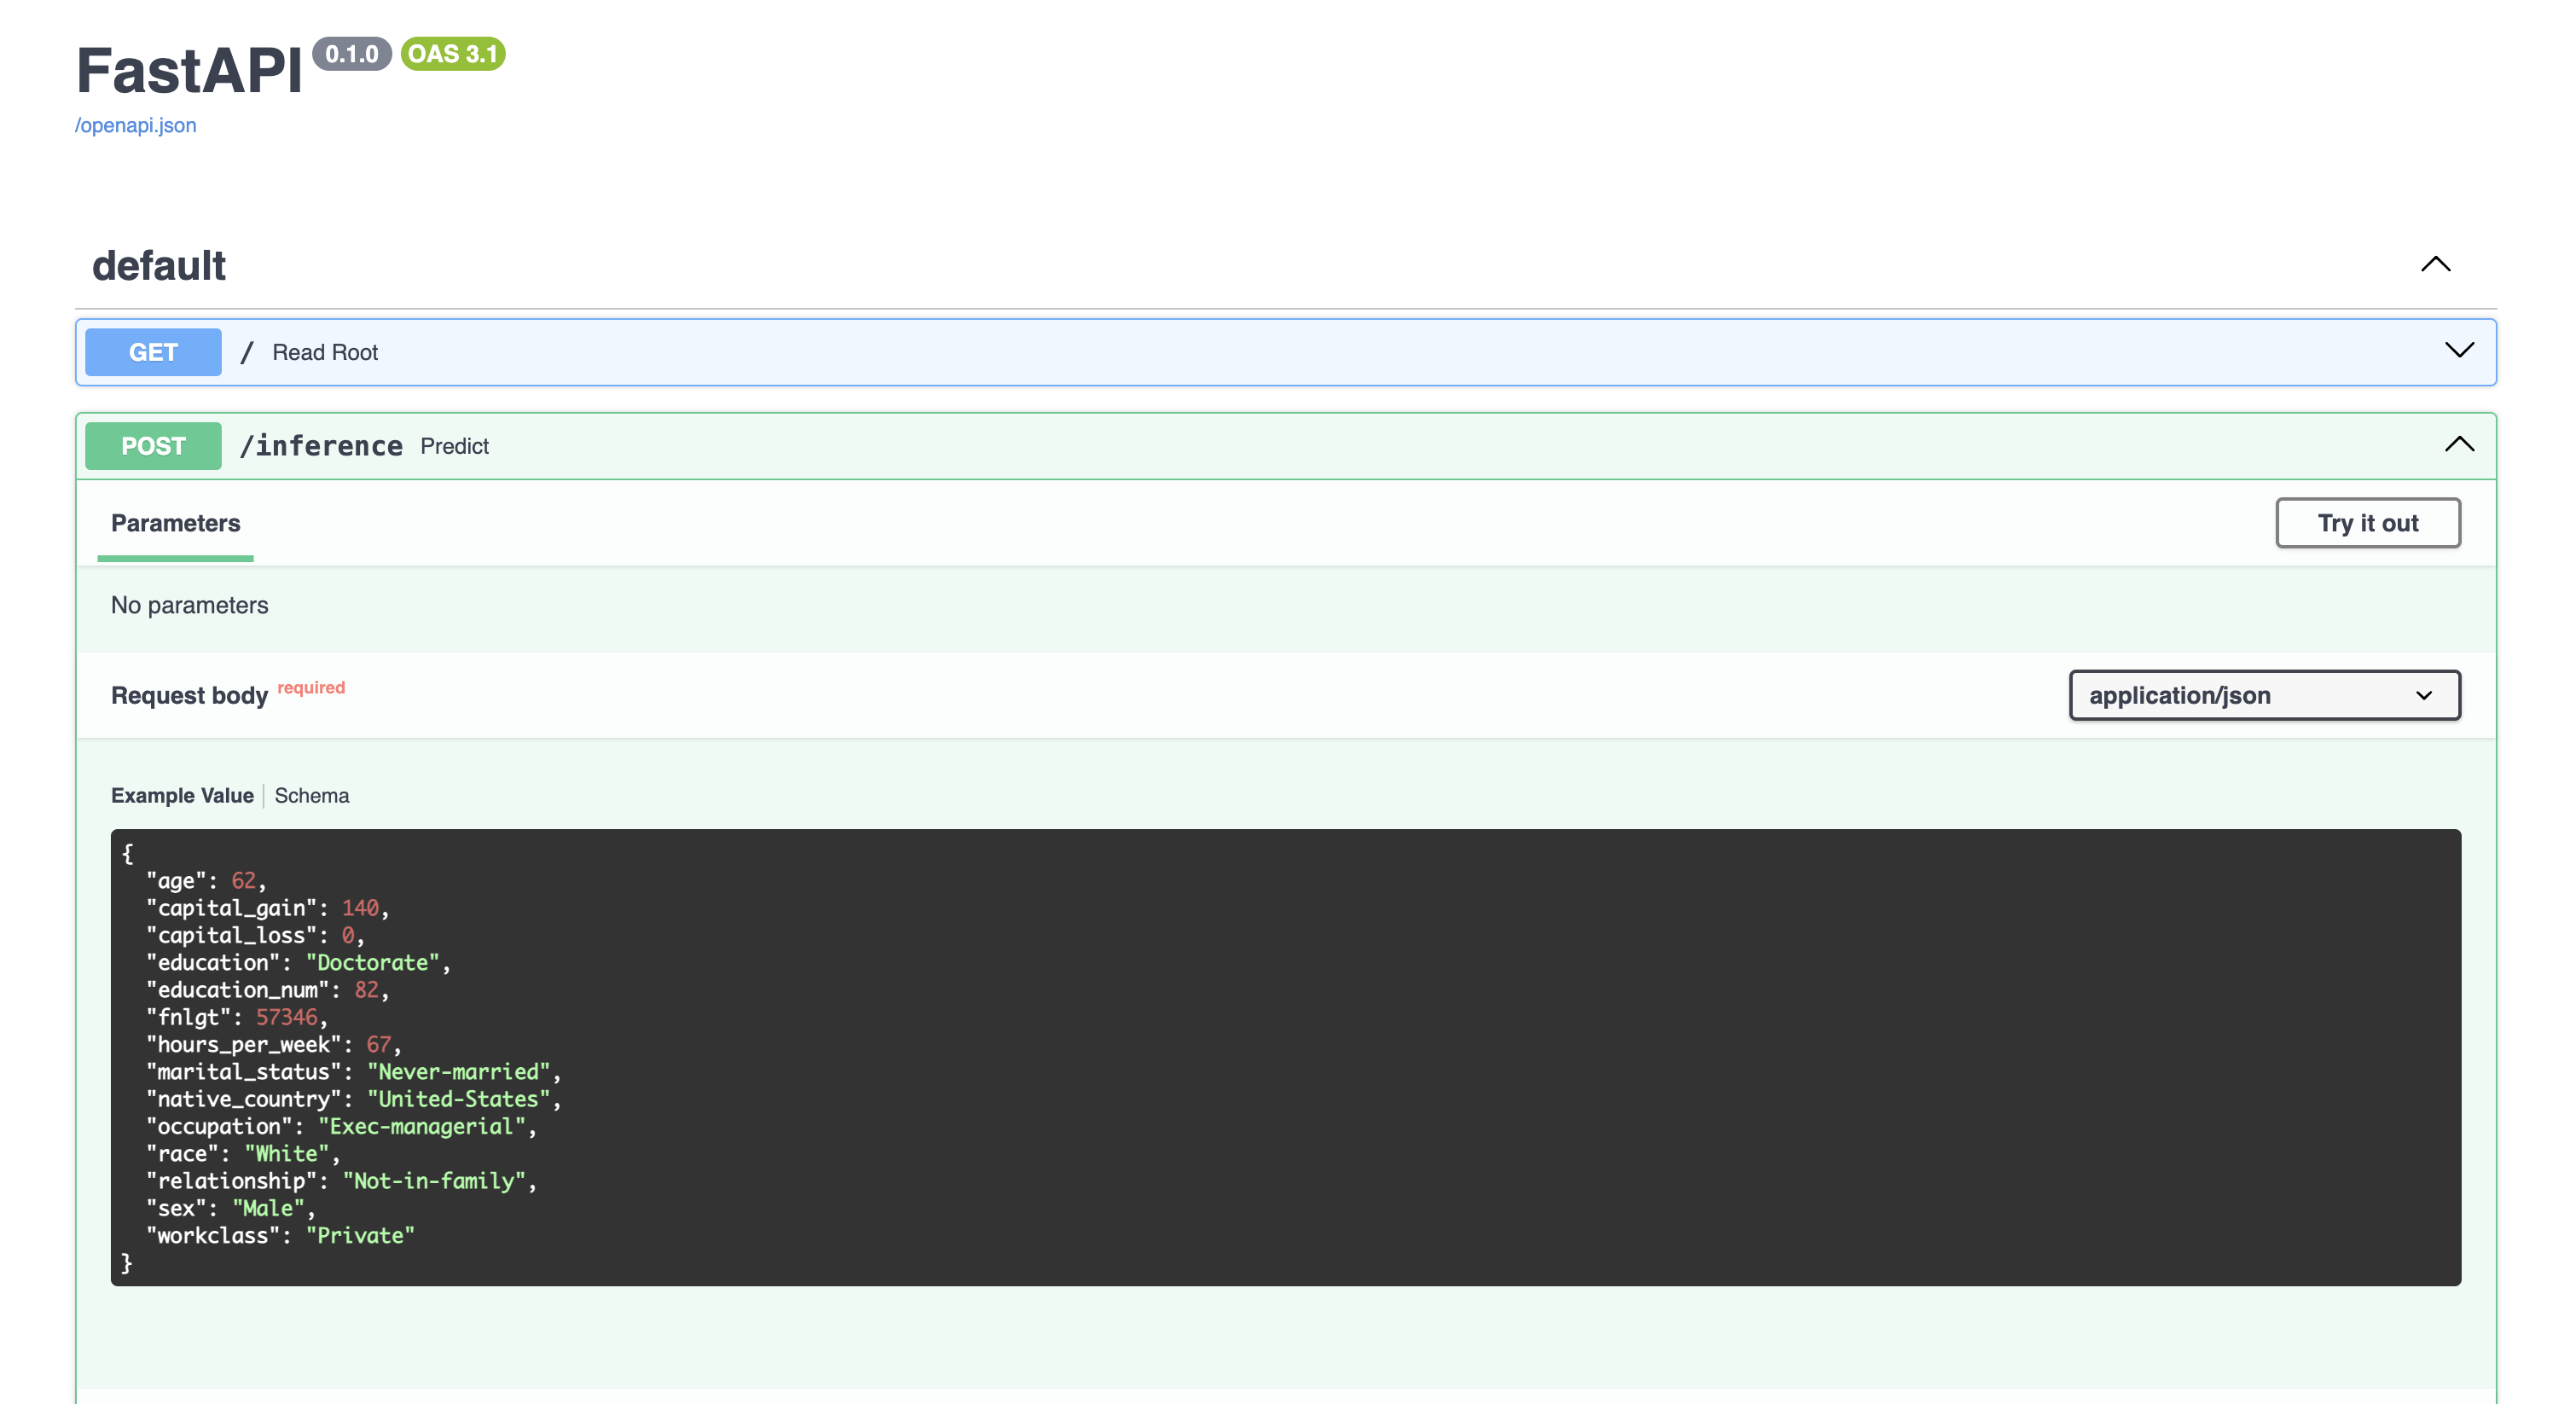 FastAPI 0.1.0 OAS 3.1
/openapi.json
default
GET / Read Root
POST /inference Predict
Parameters Try it out
No parameters
Request body required application/json
Example Value Schema
{
"age": 62,
"capital_gain": 140,
"capital_loss": 0,
"education": "Doctorate",
"education_num": 82,
"fnlgt": 57346,
"hours_per_week": 67,
"marital_status": "Never-married",
"native_country": "United-States",
"occupation": "Exec-managerial",
"race": "White",
"relationship": "Not-in-family",
"sex": "Male",
"workclass": "Private"
}